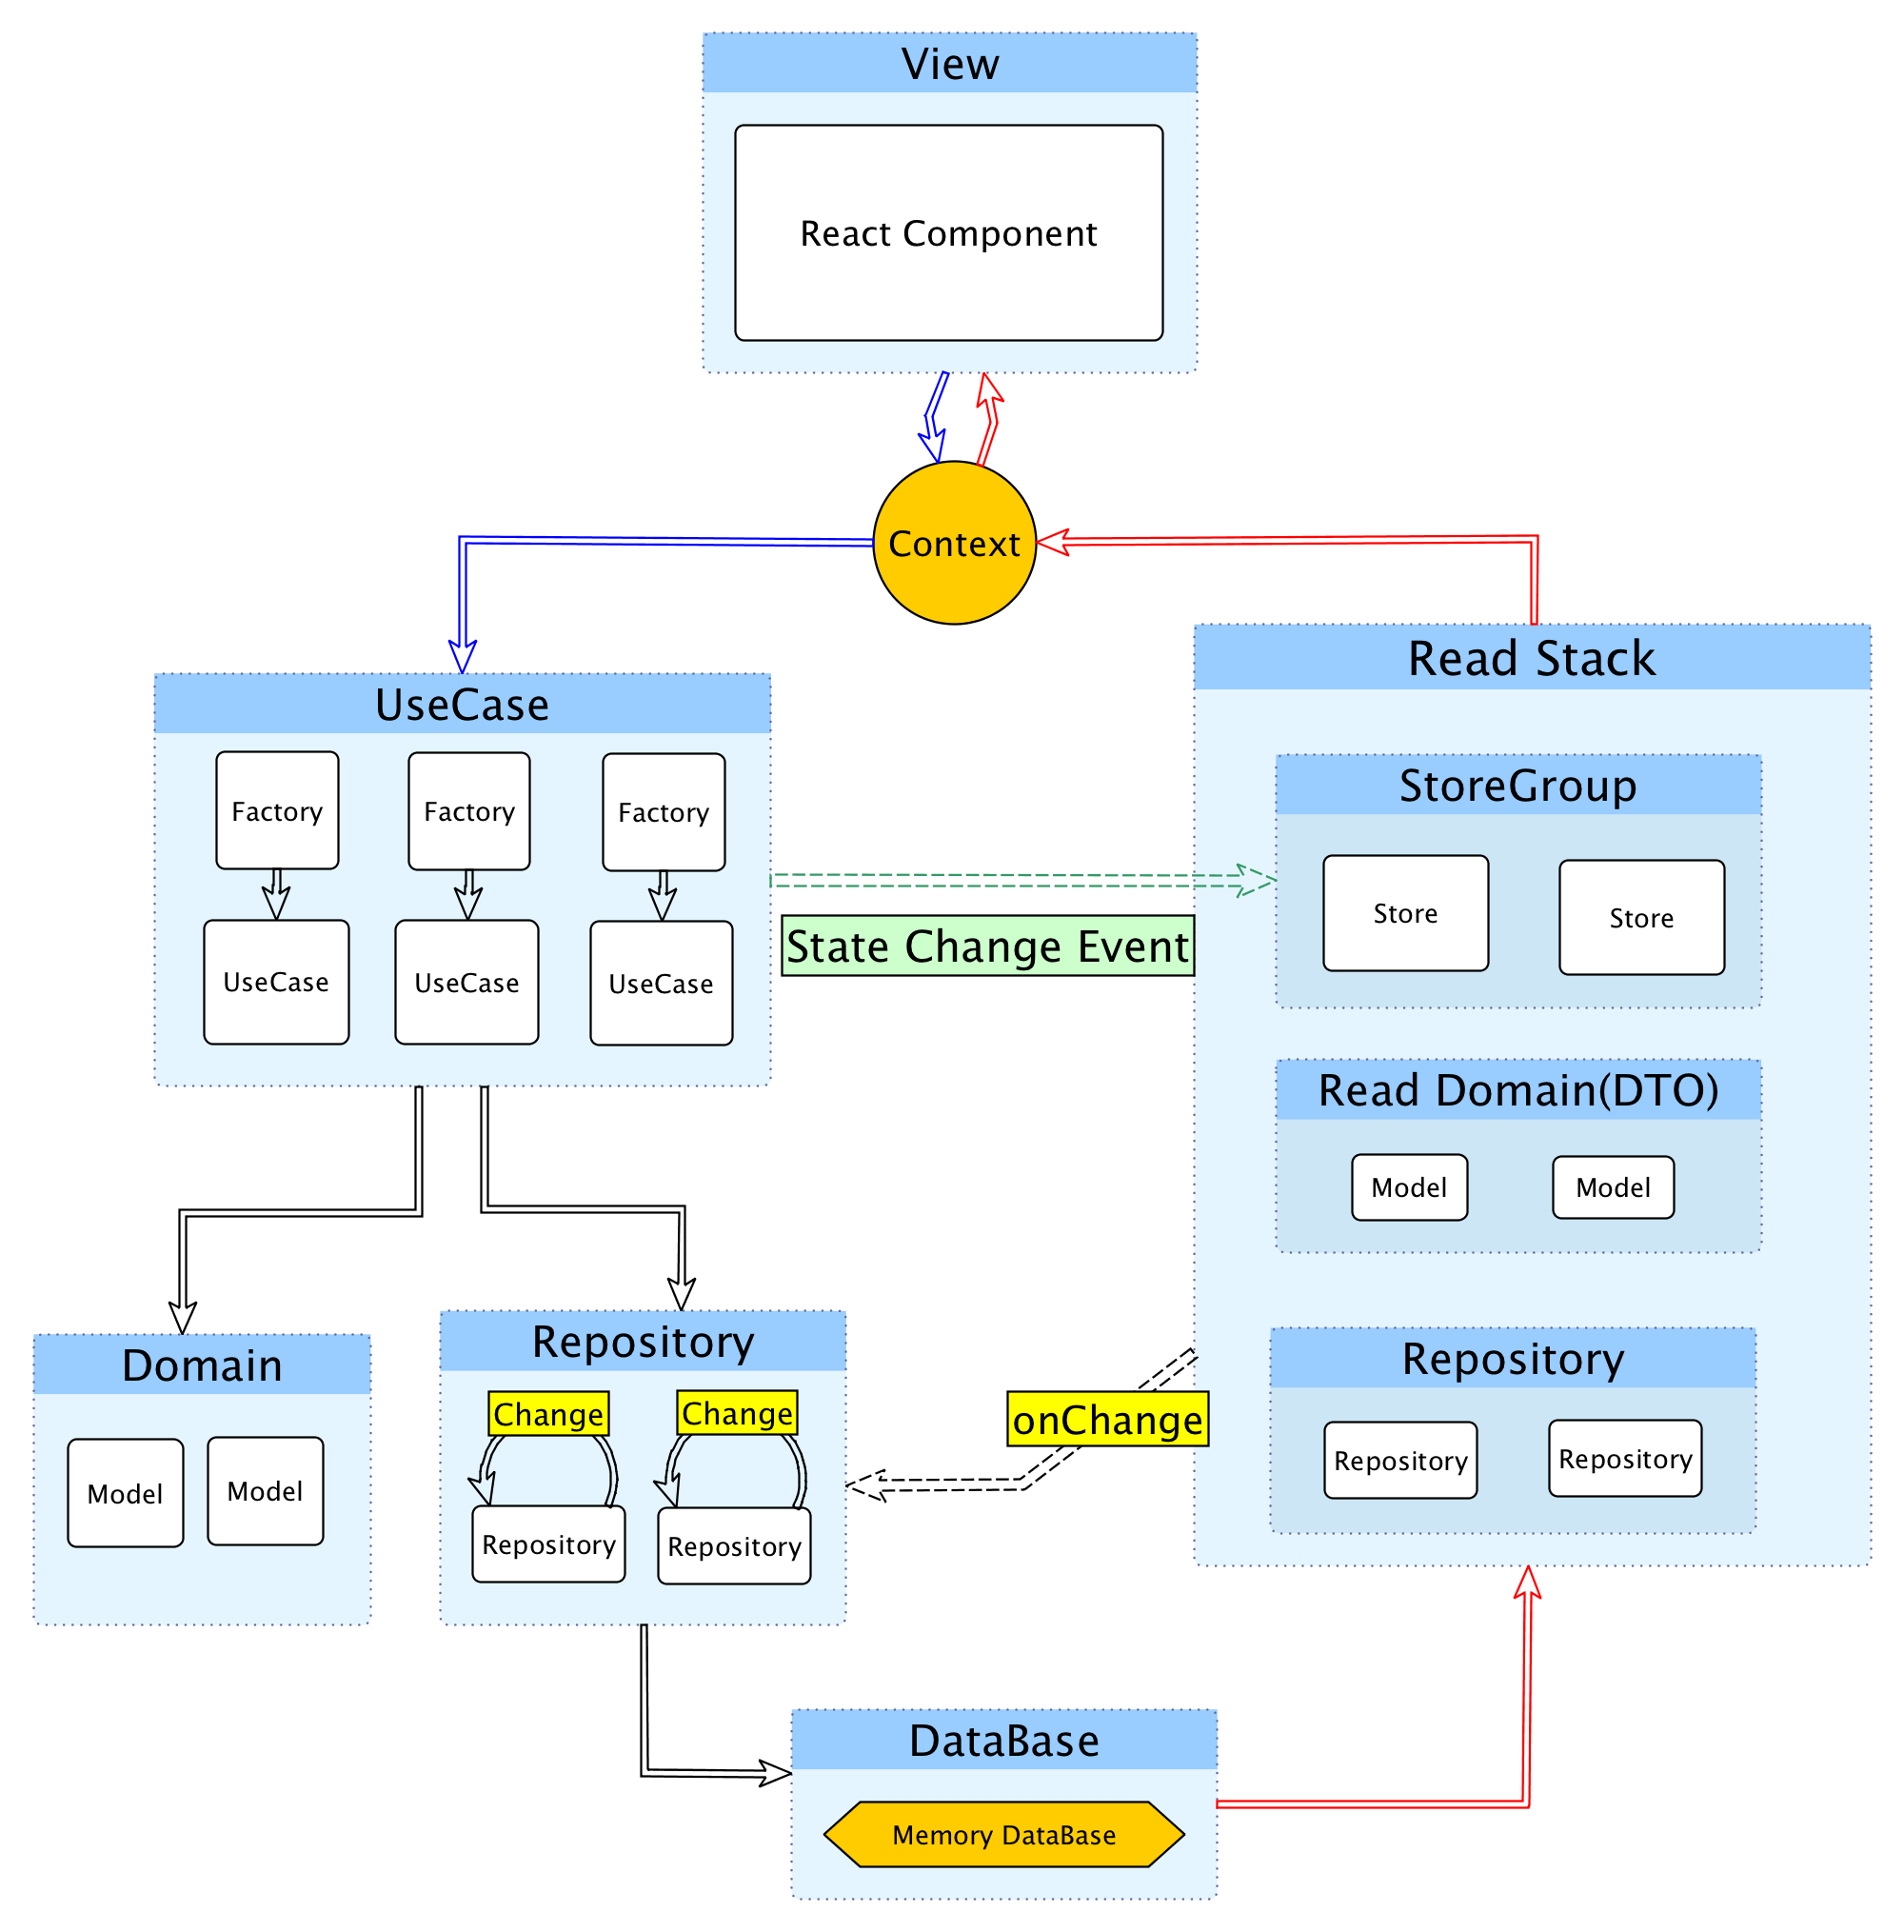 View
React Component
Context
UseCase
Factory
Factory
Factory
UseCase
UseCase
UseCase
State Change Event
Read Stack
StoreGroup
Store
Store
Read Domain(DTO)
Model
Model
Repository
Repository
Repository
Domain
Model
Model
Repository
Change
Change
Repository
Repository
onChange
DataBase
Memory DataBase